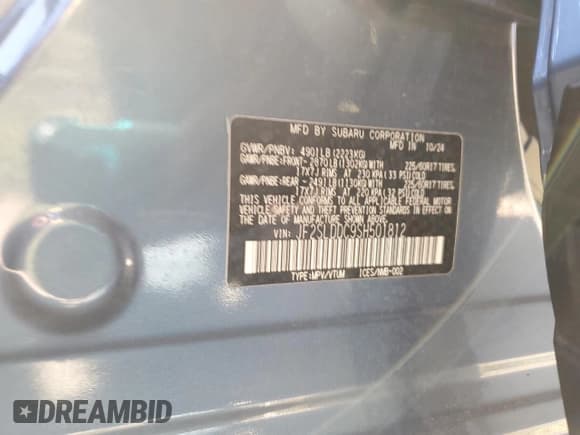 MFD BY SUBARU CORPORATION
MFD IN 10/24
GVWR/PNBV: 4901LB(2223KG)
GAWR/PNBE:FRONT- 2870LB(1302KG)WITH 225/60R17 TIRES,
17X7J RIMS AT 230 KPA(33 PSI)COLD
GAWR/PNBE:REAR- 2491LB(1130KG)WITH 225/60R17 TIRES,
17X7J RIMS AT 220 KPA(32 PSI)COLD
THIS VEHICLE CONFORMS TO ALL APPLICABLE
FEDERAL MOTOR VEHICLE SAFETY
STANDARDS IN EFFECT ON THE DATE OF
MANUFACTURE SHOWN ABOVE.
VIN: JF2SLDDC9SH501812
TYPE:MPV/VTUM ICES/NMB-002
DREAMBID